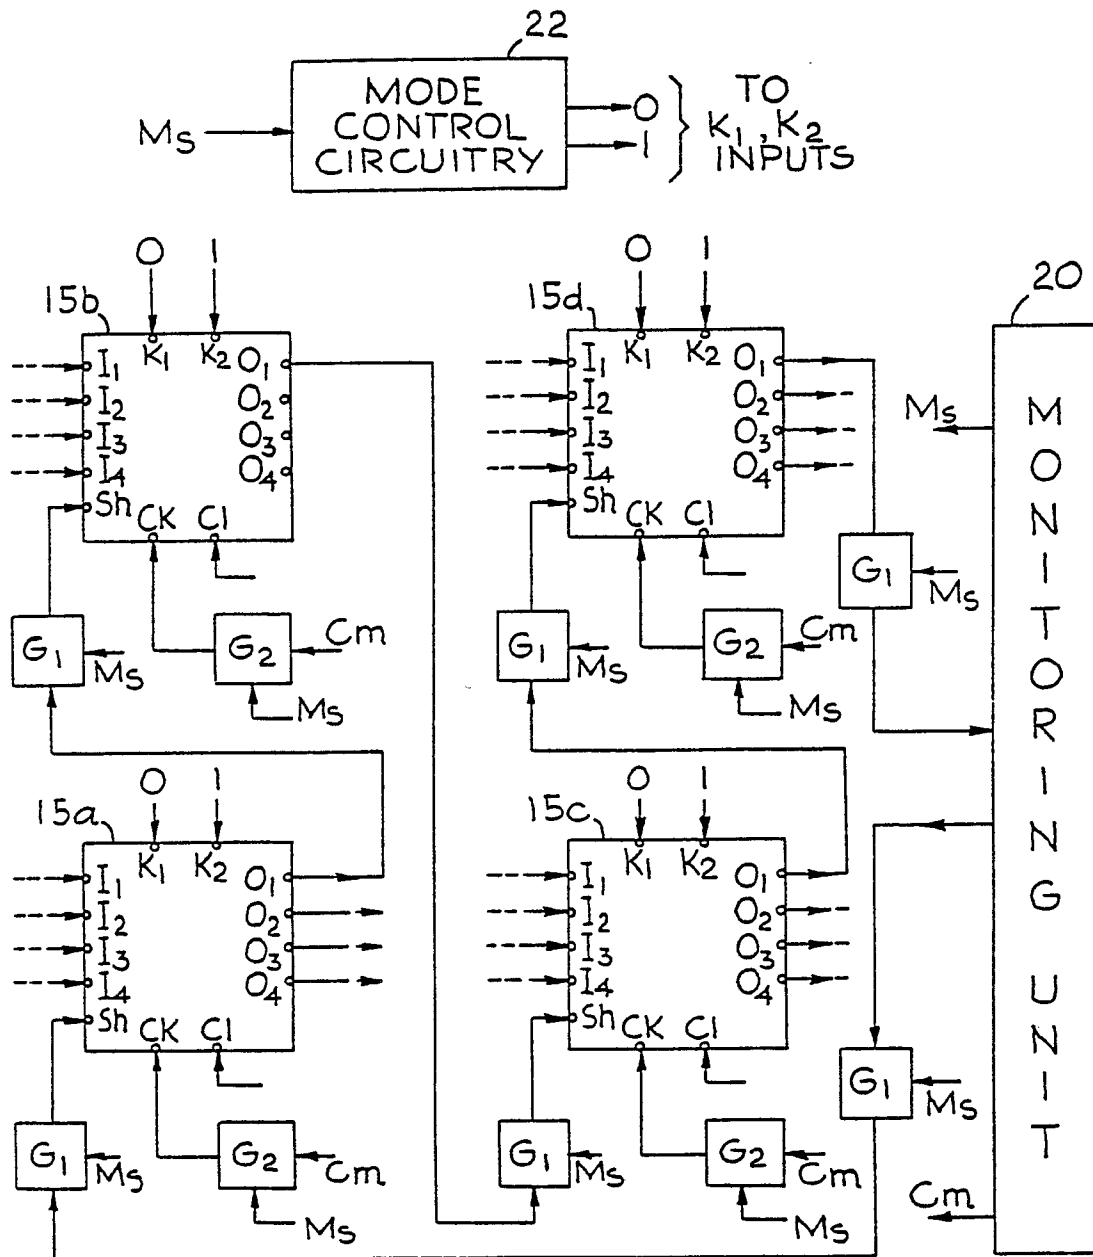 22
MODE
CONTROL
CIRCUITRY
Ms
0
1
TO
K1, K2
INPUTS
0 1
15b
K1 K2
I1 O1
I2 O2
I3 O3
I4 O4
Sh
CK Cl
G1
Ms
G2
Cm
Ms
0 1
15d
K1 K2
I1 O1
I2 O2
I3 O3
I4 O4
Sh
CK Cl
G1
Ms
G2
Cm
Ms
G1
Ms
20
MONITORING UNIT
Ms
0 1
15a
K1 K2
I1 O1
I2 O2
I3 O3
I4 O4
Sh
CK Cl
G1
Ms
G2
Cm
Ms
0 1
15c
K1 K2
I1 O1
I2 O2
I3 O3
I4 O4
Sh
CK Cl
G1
Ms
G2
Cm
Ms
G1
Ms
Cm